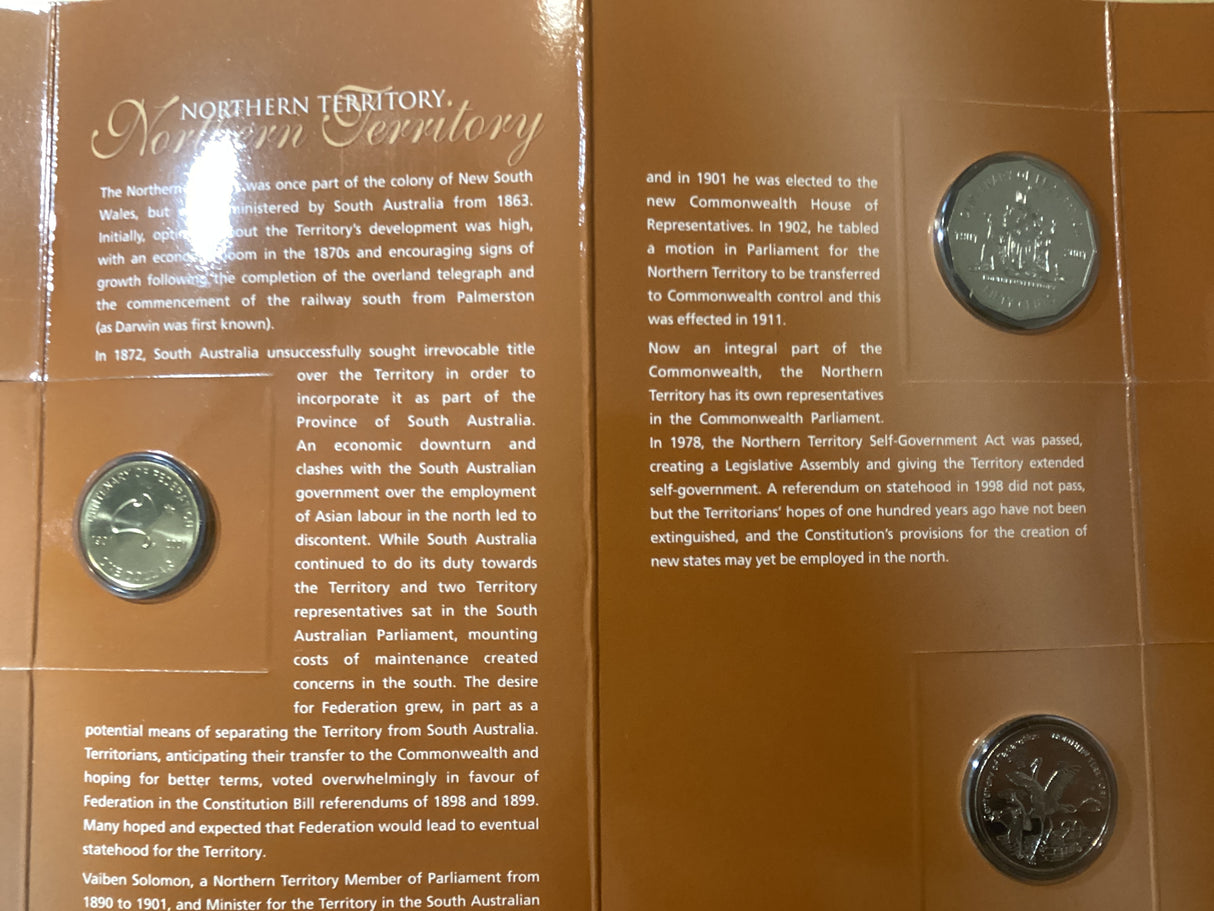 NORTHERN TERRITORY
Northern Territory
The Northern was once part of the colony of New South
Wales, but ministered by South Australia from 1863.
Initially, the Territory's development was high,
with an boom in the 1870s and encouraging signs of
growth following the completion of the overland telegraph and
the commencement of the railway south from Palmerston
(as Darwin was first known).
In 1872, South Australia unsuccessfully sought irrevocable title
over the Territory in order to
incorporate it as part of the
Province of South Australia.
An economic downturn and
clashes with the South Australian
government over the employment
of Asian labour in the north led to
discontent. While South Australia
continued to do its duty towards
the Territory and two Territory
representatives sat in the South
Australian Parliament, mounting
costs of maintenance created
concerns in the south. The desire
for Federation grew, in part as a
potential means of separating the Territory from South Australia.
Territorians, anticipating their transfer to the Commonwealth and
hoping for better terms, voted overwhelmingly in favour of
Federation in the Constitution Bill referendums of 1898 and 1899.
Many hoped and expected that Federation would lead to eventual
statehood for the Territory.
Vaiben Solomon, a Northern Territory Member of Parliament from
1890 to 1901, and Minister for the Territory in the South Australian
CENTENARY OF FEDERATION
1901
ONE DOLLAR
and in 1901 he was elected to the
new Commonwealth House of
Representatives. In 1902, he tabled
a motion in Parliament for the
Northern Territory to be transferred
to Commonwealth control and this
was effected in 1911.
Now an integral part of the
Commonwealth, the Northern
Territory has its own representatives
in the Commonwealth Parliament.
In 1978, the Northern Territory Self-Government Act was passed,
creating a Legislative Assembly and giving the Territory extended
self-government. A referendum on statehood in 1998 did not pass,
but the Territorians' hopes of one hundred years ago have not been
extinguished, and the Constitution's provisions for the creation of
new states may yet be employed in the north.
1901 2001
NORTHERN TERRITORY
20